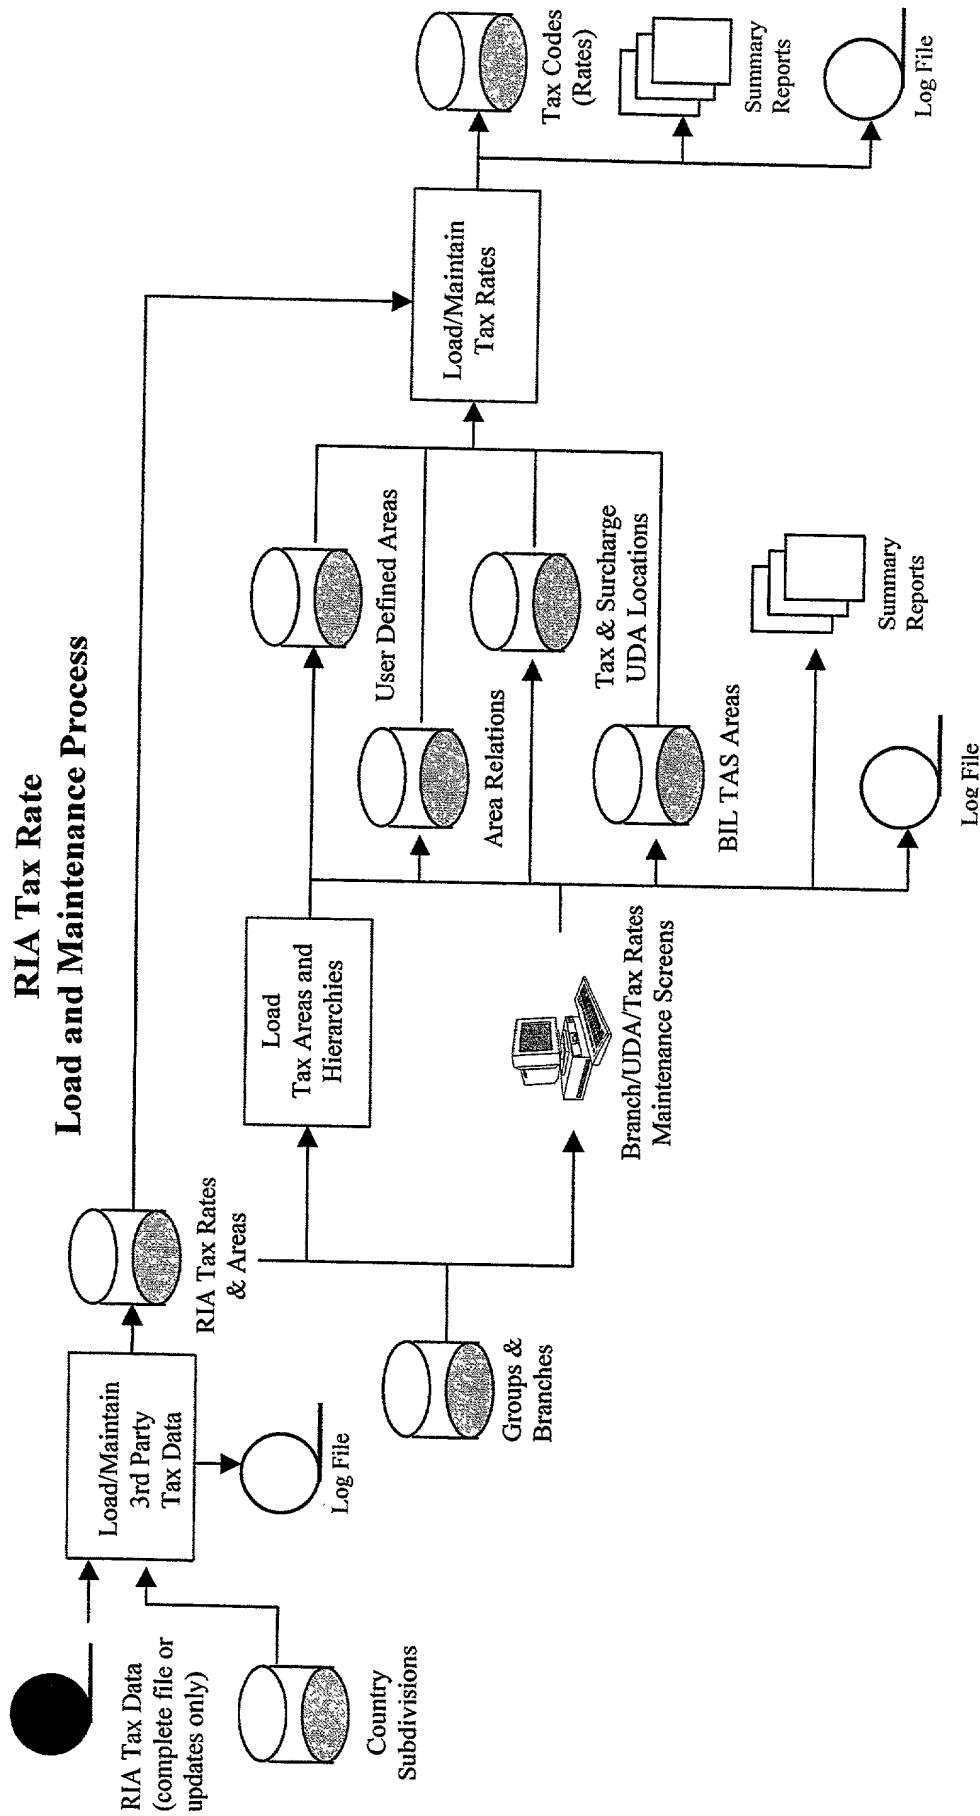 RIA Tax Rate
Load and Maintenance Process
RIA Tax Data
(complete file or
updates only)
Country
Subdivisions
Load/Maintain
3rd Party
Tax Data
Log File
RIA Tax Rates
& Areas
Groups &
Branches
Load
Tax Areas and
Hierarchies
Branch/UDA/Tax Rates
Maintenance Screens
User Defined Areas
Area Relations
Tax & Surcharge
UDA Locations
BIL TAS Areas
Summary
Reports
Log File
Load/Maintain
Tax Rates
Tax Codes
(Rates)
Summary
Reports
Log File